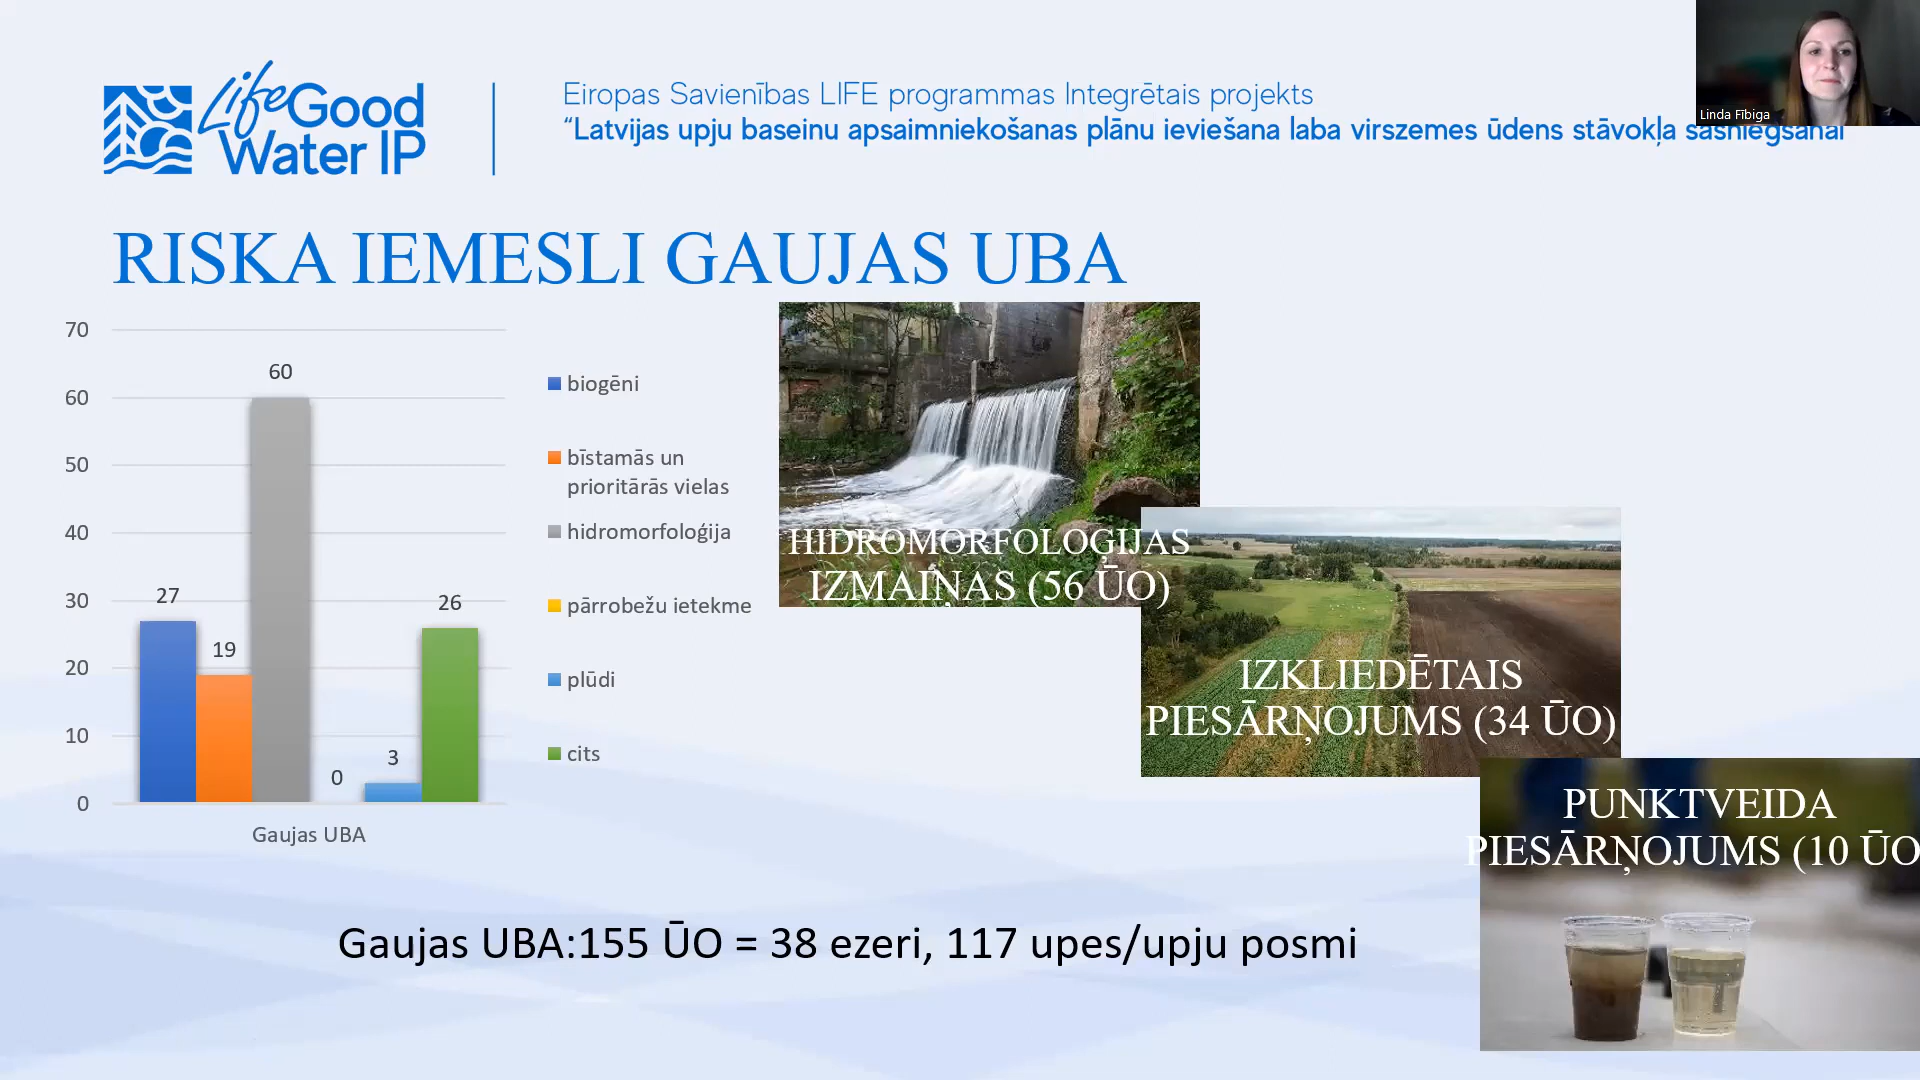 Life Good
Water IP
Eiropas Savienības LIFE programmas Integrētais projekts
“Latvijas upju baseinu apsaimniekošanas plānu ieviešana laba virszemes ūdens stāvokļa sasniegšanai
Linda Fībiga
RISKA IEMESLI GAUJAS UBA
70
60
50
40
30
20
10
0
27
19
60
0
3
26
Gaujas UBA
biogēni
bīstamās un
prioritārās vielas
hidromorfoloģija
pārrobežu ietekme
plūdi
cits
HIDROMORFOLOĢIJAS
IZMAIŅAS (56 ŪO)
IZKLIEDĒTAIS
PIESĀRŅOJUMS (34 ŪO)
PUNKTVEIDA
PIESĀRŅOJUMS (10 ŪO
Gaujas UBA:155 ŪO = 38 ezeri, 117 upes/upju posmi